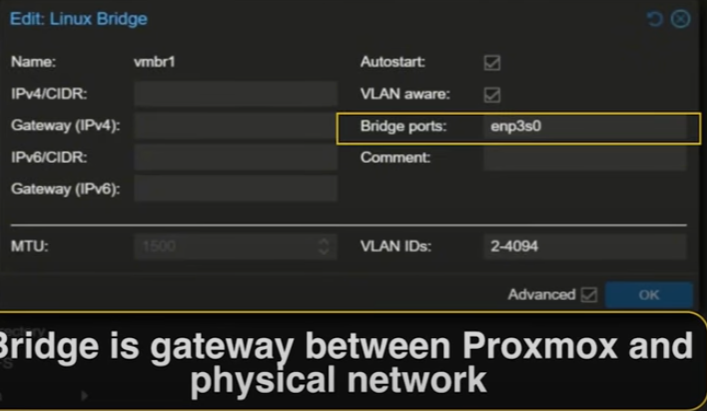 Edit: Linux Bridge
Name: vmbr1 Autostart:
IPv4/CIDR: VLAN aware:
Gateway (IPv4): Bridge ports: enp3s0
IPv6/CIDR: Comment:
Gateway (IPv6):
MTU: 1500 VLAN IDs: 2-4094
Advanced OK
Bridge is gateway between Proxmox and
physical network